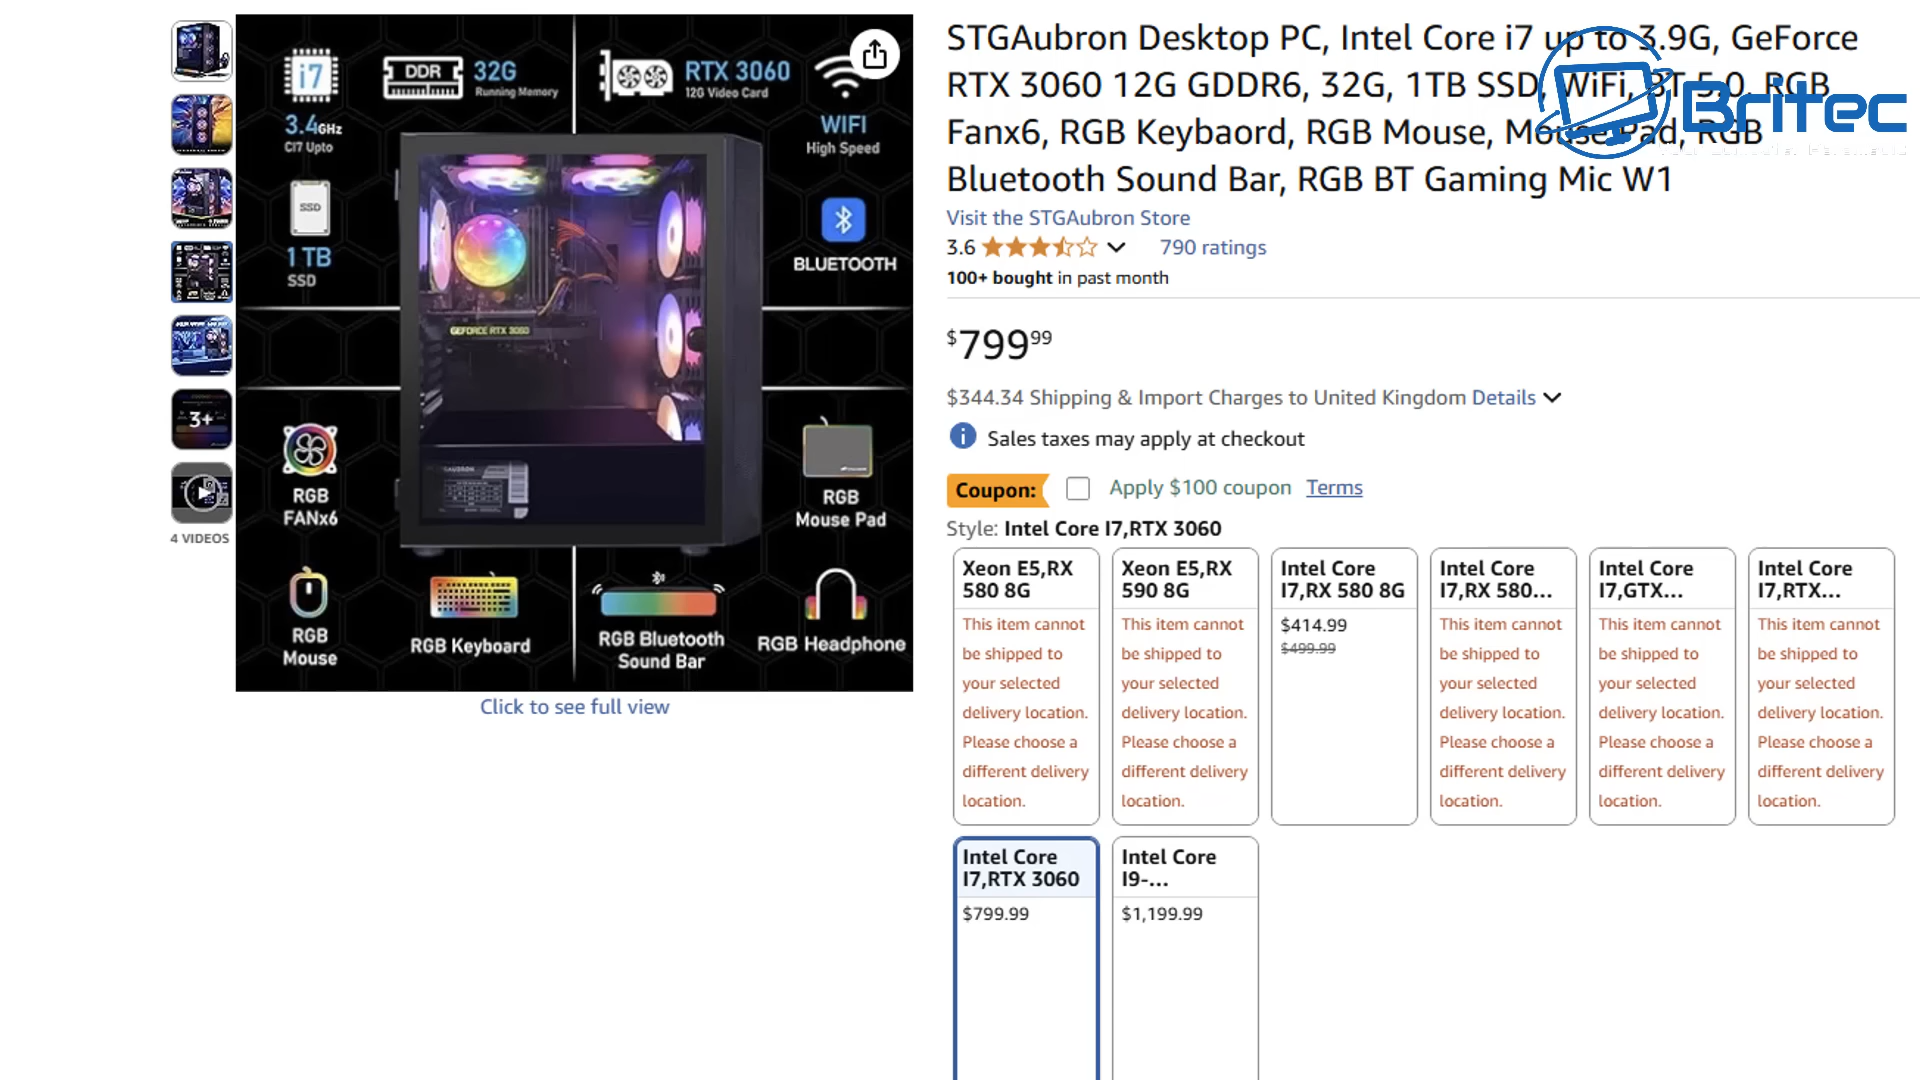 i7
3.4GHz
CI7 Upto
DDR
32G
Running Memory
RTX 3060
12G Video Card
WIFI
High Speed
SSD
1 TB
SSD
BLUETOOTH
GEFORCE RTX 3060
RGB
FANx6
RGB
Mouse Pad
RGB
Mouse
RGB Keyboard
RGB Bluetooth
Sound Bar
RGB Headphone
3+
4 VIDEOS
Click to see full view
STGAubron Desktop PC, Intel Core i7 up to 3.9G, GeForce
RTX 3060 12G GDDR6, 32G, 1TB SSD, WiFi, BT 5.0, RGB
Fanx6, RGB Keybaord, RGB Mouse, Mouse Pad, RGB
Bluetooth Sound Bar, RGB BT Gaming Mic W1
Britec
Visit the STGAubron Store
3.6 790 ratings
100+ bought in past month
$79999
$344.34 Shipping & Import Charges to United Kingdom Details
Sales taxes may apply at checkout
Coupon: Apply $100 coupon Terms
Style: Intel Core I7,RTX 3060
Xeon E5,RX
580 8G
This item cannot
be shipped to
your selected
delivery location.
Please choose a
different delivery
location.
Xeon E5,RX
590 8G
This item cannot
be shipped to
your selected
delivery location.
Please choose a
different delivery
location.
Intel Core
I7,RX 580 8G
$414.99
$499.99
Intel Core
I7,RX 580...
This item cannot
be shipped to
your selected
delivery location.
Please choose a
different delivery
location.
Intel Core
I7,GTX...
This item cannot
be shipped to
your selected
delivery location.
Please choose a
different delivery
location.
Intel Core
I7,RTX...
This item cannot
be shipped to
your selected
delivery location.
Please choose a
different delivery
location.
Intel Core
I7,RTX 3060
$799.99
Intel Core
I9-...
$1,199.99